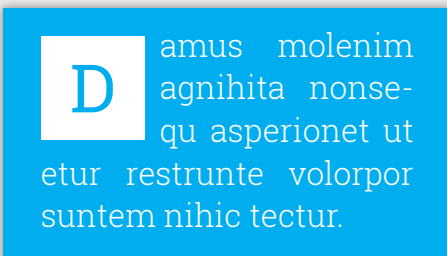 D
amus molenim
agnihita nonse-
qu asperionet ut
etur restrunte volorpor
suntem nihic tectur.